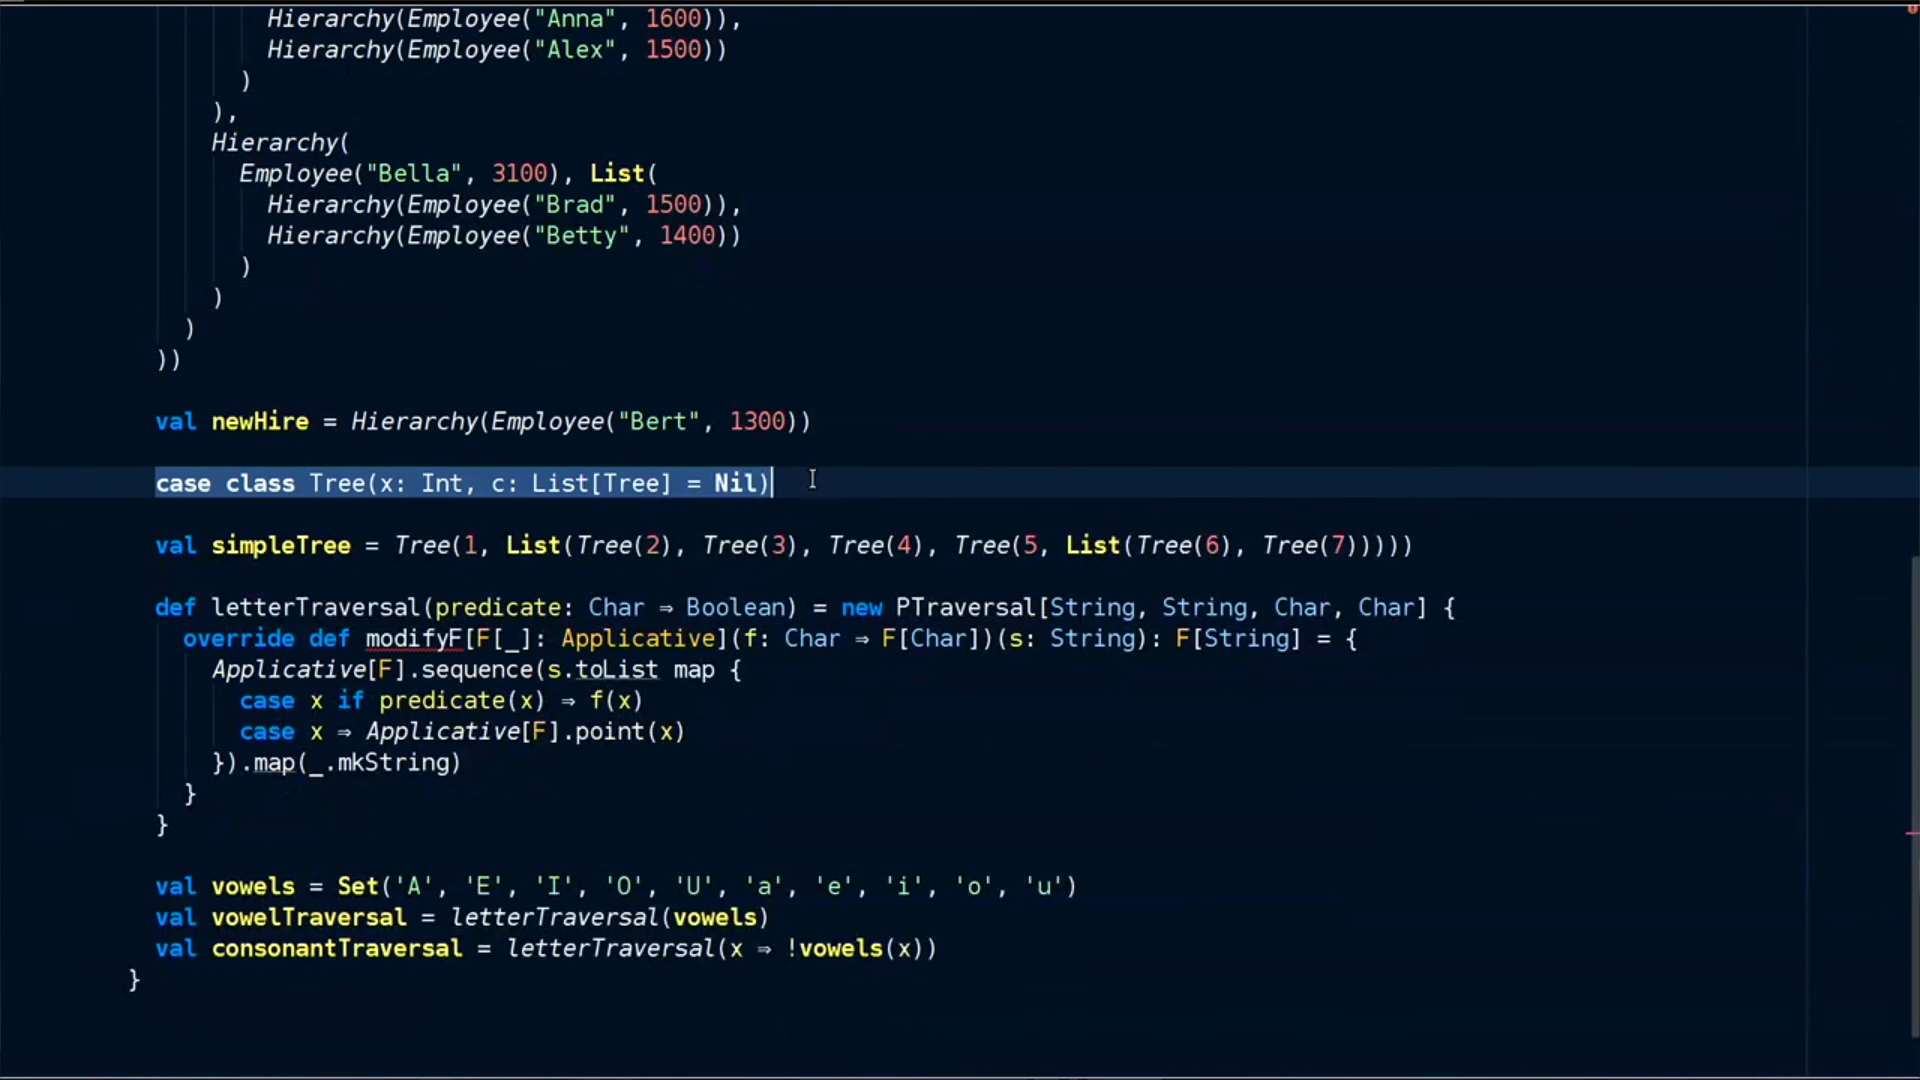 Hierarchy(Employee("Anna", 1600)),
Hierarchy(Employee("Alex", 1500))
)
),
Hierarchy(
Employee("Bella", 3100), List(
Hierarchy(Employee("Brad", 1500)),
Hierarchy(Employee("Betty", 1400))
)
)
)
))
val newHire = Hierarchy(Employee("Bert", 1300))
case class Tree(x: Int, c: List[Tree] = Nil)
val simpleTree = Tree(1, List(Tree(2), Tree(3), Tree(4), Tree(5, List(Tree(6), Tree(7)))))
def letterTraversal(predicate: Char ⇒ Boolean) = new PTraversal[String, String, Char, Char] {
override def modifyF[F[_]: Applicative](f: Char ⇒ F[Char])(s: String): F[String] = {
Applicative[F].sequence(s.toList map {
case x if predicate(x) ⇒ f(x)
case x ⇒ Applicative[F].point(x)
}).map(_.mkString)
}
}
val vowels = Set('A', 'E', 'I', 'O', 'U', 'a', 'e', 'i', 'o', 'u')
val vowelTraversal = letterTraversal(vowels)
val consonantTraversal = letterTraversal(x ⇒ !vowels(x))
}